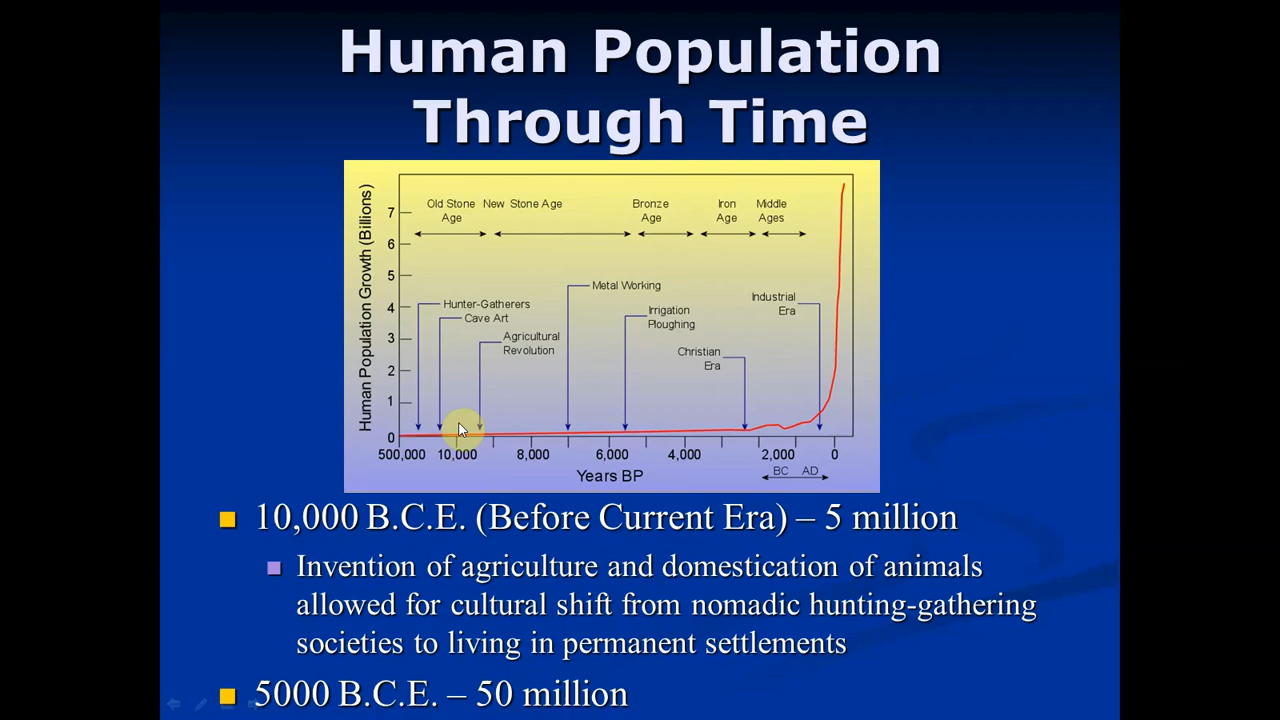 Human Population
Through Time
Human Population Growth (Billions)
7
6
5
4
3
2
1
0
Old Stone Age
New Stone Age
Bronze Age
Iron Age
Middle Ages
Hunter-Gatherers
Cave Art
Agricultural
Revolution
Metal Working
Irrigation
Ploughing
Christian
Era
Industrial
Era
500,000 10,000 8,000 6,000 4,000 2,000 0
Years BP
BC AD
10,000 B.C.E. (Before Current Era) – 5 million
Invention of agriculture and domestication of animals
allowed for cultural shift from nomadic hunting-gathering
societies to living in permanent settlements
5000 B.C.E. – 50 million